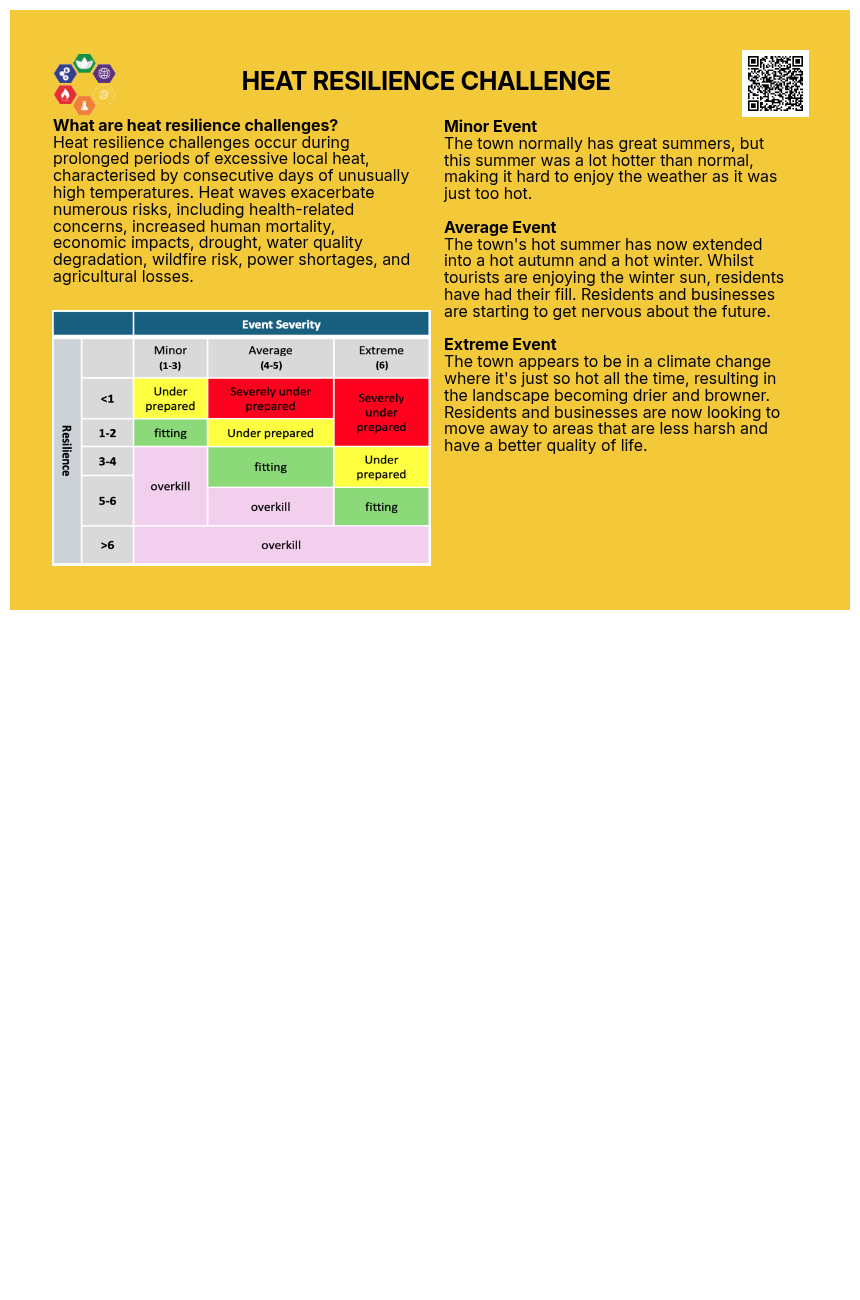 HEAT RESILIENCE CHALLENGE
What are heat resilience challenges?
Heat resilience challenges occur during
prolonged periods of excessive local heat,
characterised by consecutive days of unusually
high temperatures. Heat waves exacerbate
numerous risks, including health-related
concerns, increased human mortality,
economic impacts, drought, water quality
degradation, wildfire risk, power shortages, and
agricultural losses.
Event Severity
Minor Average Extreme
(1-3) (4-5) (6)
Resilience
<1
Under
prepared
Severely under
prepared
Severely
under
prepared
1-2 fitting Under prepared
3-4
overkill
fitting
Under
prepared
5-6
overkill fitting
>6 overkill
Minor Event
The town normally has great summers, but
this summer was a lot hotter than normal,
making it hard to enjoy the weather as it was
just too hot.
Average Event
The town's hot summer has now extended
into a hot autumn and a hot winter. Whilst
tourists are enjoying the winter sun, residents
have had their fill. Residents and businesses
are starting to get nervous about the future.
Extreme Event
The town appears to be in a climate change
where it's just so hot all the time, resulting in
the landscape becoming drier and browner.
Residents and businesses are now looking to
move away to areas that are less harsh and
have a better quality of life.